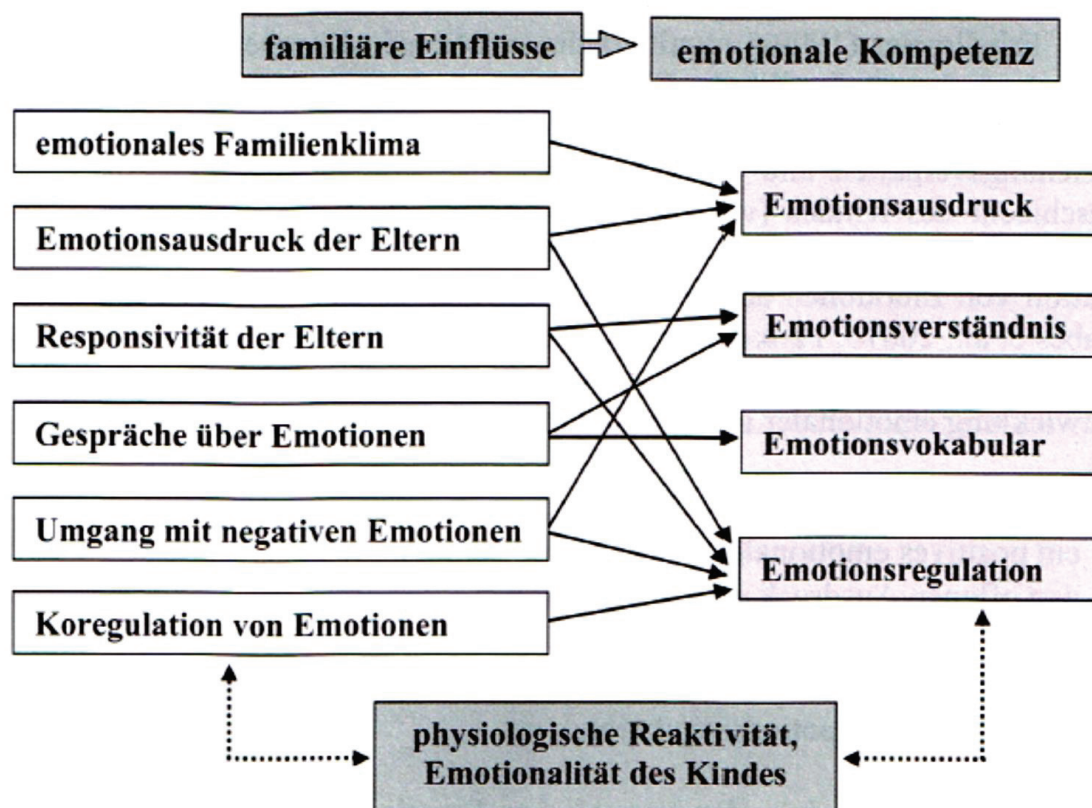 familiäre Einflüsse
emotionale Kompetenz
emotionales Familienklima
Emotionsausdruck der Eltern
Responsivität der Eltern
Gespräche über Emotionen
Umgang mit negativen Emotionen
Koregulation von Emotionen
Emotionsausdruck
Emotionsverständnis
Emotionsvokabular
Emotionsregulation
physiologische Reaktivität,
Emotionalität des Kindes